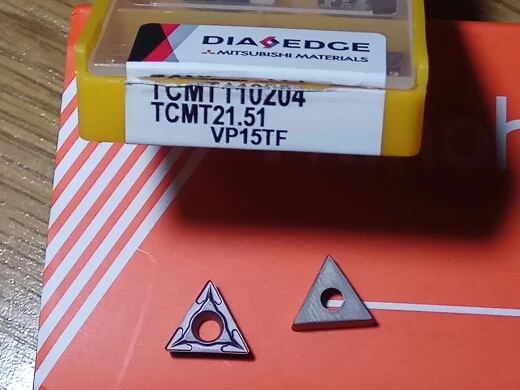 DIAEDGE
MITSUBISHI MATERIALS
TCMT110204
TCMT21.51
VP15TF